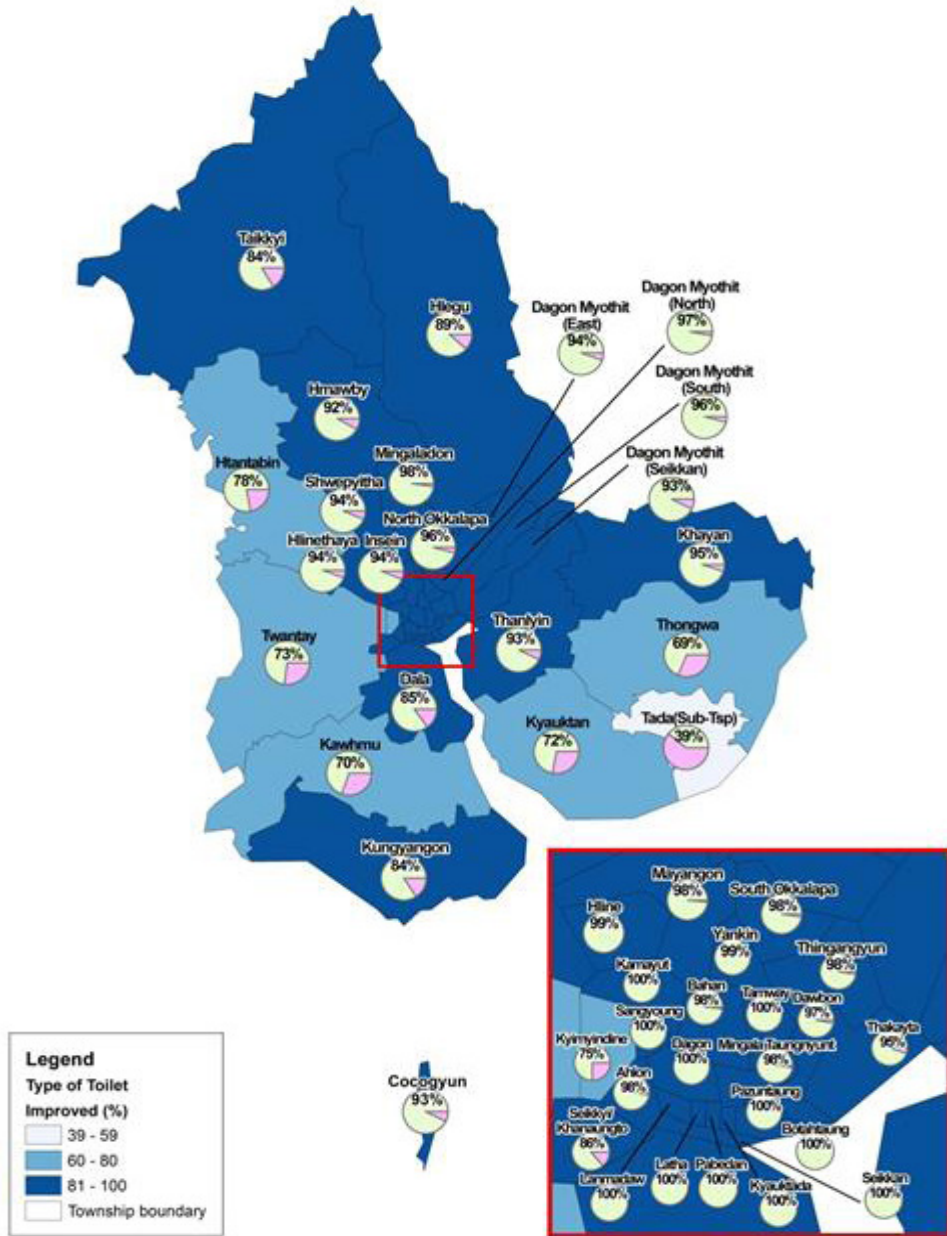 Taikkyi
84%
Hlegu
89%
Dagon Myothit
(East)
94%
Dagon Myothit
(North)
97%
Dagon Myothit
(South)
96%
Dagon Myothit
(Seikkan)
93%
Hmawby
92%
Mingaladon
98%
Htantabin
78%
Shwepyitha
94%
North Okkalapa
96%
Hlinethaya
94%
Insein
94%
Khayan
95%
Thanlyin
93%
Thongwa
69%
Twantay
73%
Dala
85%
Kyauktan
72%
Tada(Sub-Tsp)
39%
Kawhmu
70%
Kungyangon
84%
Cocogyun
93%
Mayangon
98%
South Okkalapa
98%
Hline
99%
Yankin
99%
Thingangyun
98%
Kamayut
100%
Bahan
98%
Tamway
100%
Dawbon
97%
Sangyoung
100%
Thakayta
95%
Kyimyindine
75%
Dagon
100%
Mingala Taungnyunt
98%
Ahlon
98%
Pazuntaung
100%
Botahtaung
100%
Seikkyi/
Khanaungto
86%
Lanmadaw
100%
Latha
100%
Pabedan
100%
Kyauktada
100%
Seikkan
100%
Legend
Type of Toilet
Improved (%)
39 - 59
60 - 80
81 - 100
Township boundary